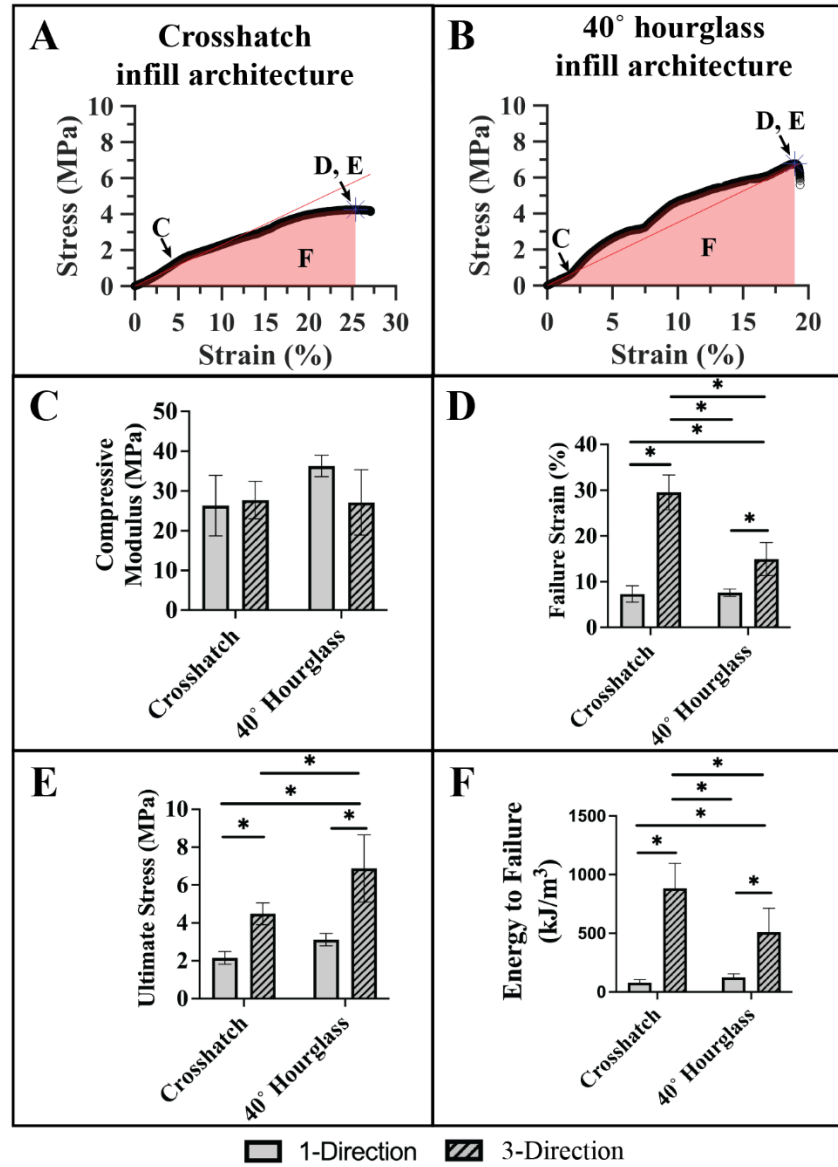 A
Crosshatch
infill architecture
Stress (MPa)
10
8
6
4
2
0
C
D, E
F
0 5 10 15 20 25 30
Strain (%)
B
40° hourglass
infill architecture
Stress (MPa)
10
8
6
4
2
0
C
D, E
F
0 5 10 15 20
Strain (%)
C
Compressive
Modulus (MPa)
50
40
30
20
10
0
Crosshatch
40° Hourglass
D
Failure Strain (%)
40
30
20
10
0
*
*
*
*
*
Crosshatch
40° Hourglass
E
Ultimate Stress (MPa)
10
8
6
4
2
0
*
*
*
*
Crosshatch
40° Hourglass
F
Energy to Failure
(kJ/m³)
1500
1000
500
0
*
*
*
*
*
Crosshatch
40° Hourglass
1-Direction
3-Direction